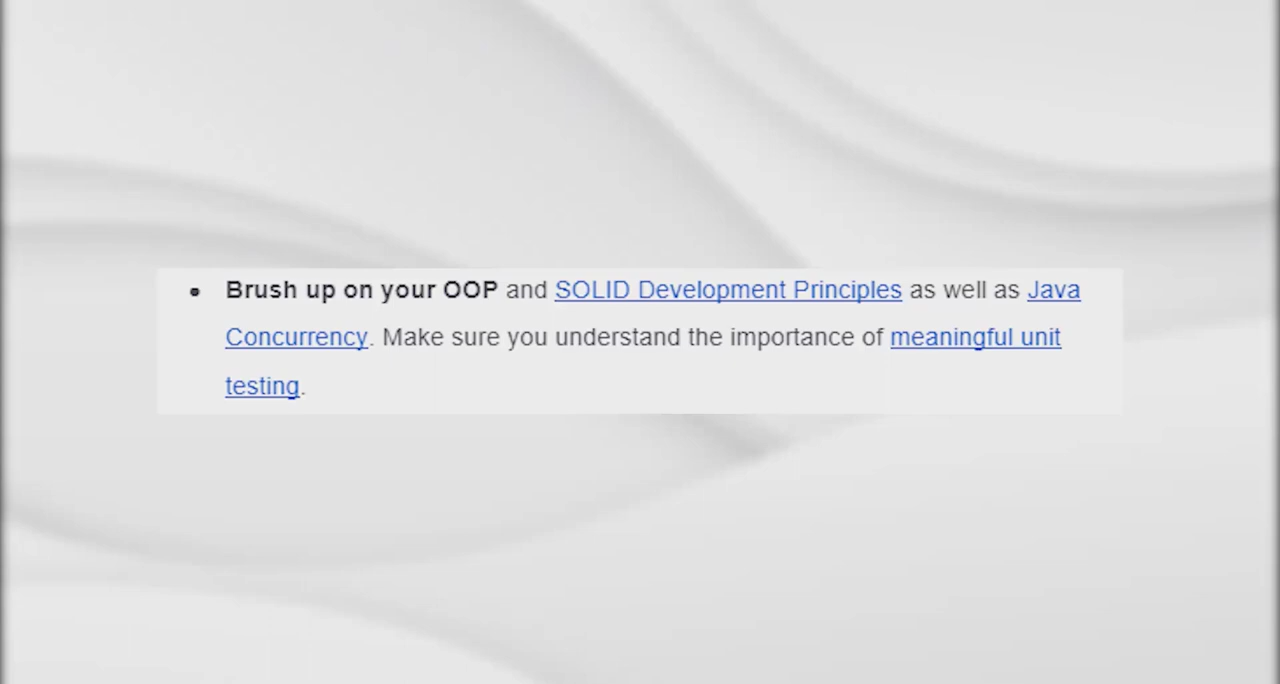 • Brush up on your OOP and SOLID Development Principles as well as Java
Concurrency. Make sure you understand the importance of meaningful unit
testing.